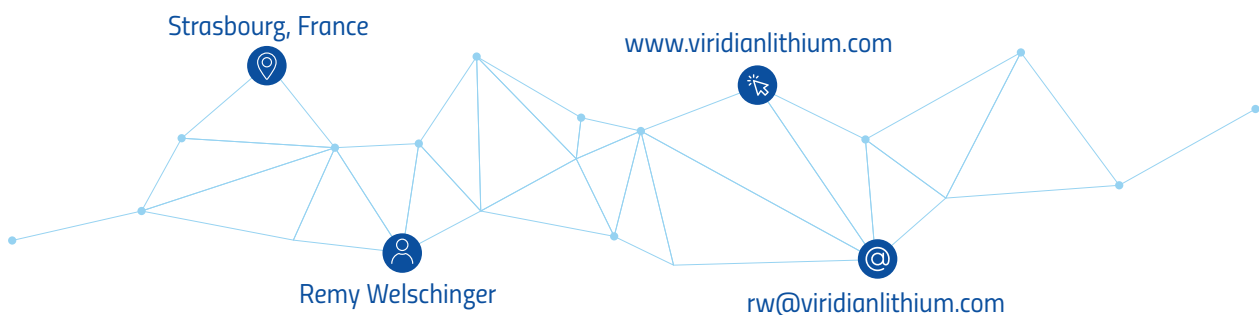 Strasbourg, France
www.viridianlithium.com
Remy Welschinger
rw@viridianlithium.com